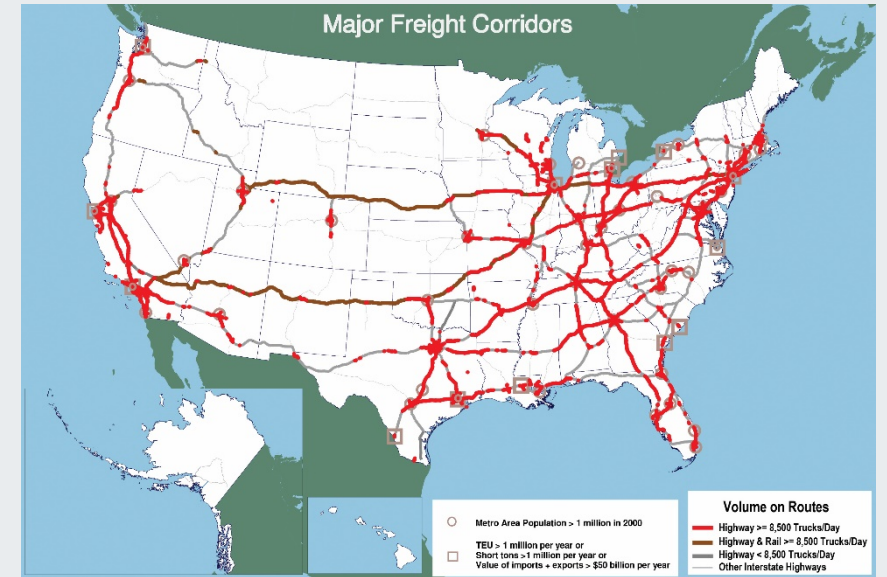 Major Freight Corridors
Metro Area Population > 1 million in 2000
TEU > 1 million per year or
Short tons >1 million per year or
Value of imports + exports > $50 billion per year
Volume on Routes
Highway >= 8,500 Trucks/Day
Highway & Rail >= 8,500 Trucks/Day
Highway < 8,500 Trucks/Day
Other Interstate Highways